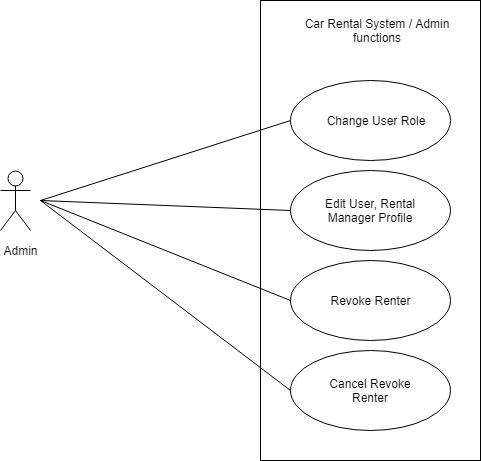 Car Rental System / Admin
functions
Change User Role
Edit User, Rental
Manager Profile
Admin
Revoke Renter
Cancel Revoke
Renter